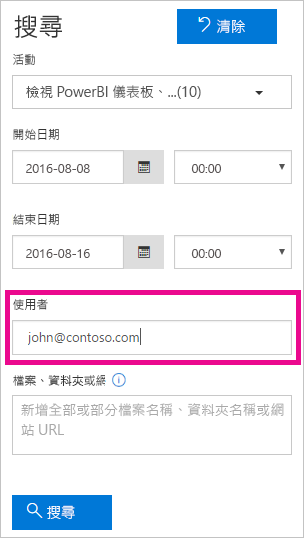 搜尋
清除
活動
檢視 PowerBI 儀表板、...(10)
開始日期
2016-08-08 00:00
結束日期
2016-08-16 00:00
使用者
john@contoso.com
檔案、資料夾或網
新增全部或部分檔案名稱、資料夾名稱或網
站 URL
搜尋